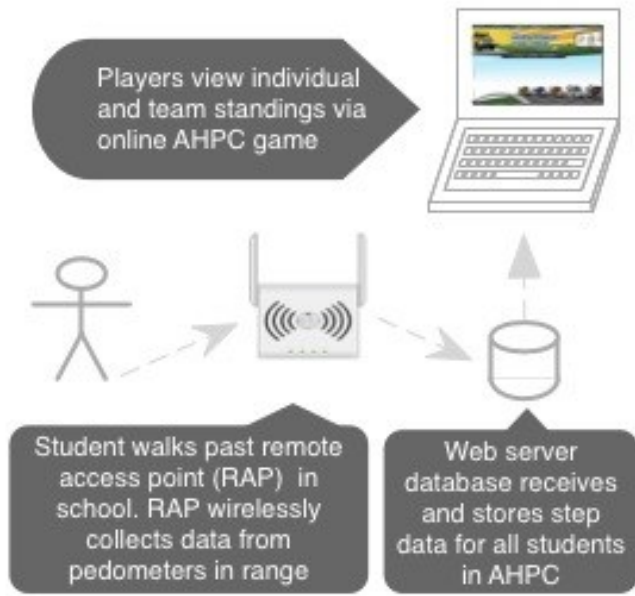 Players view individual
and team standings via
online AHPC game
Student walks past remote
access point (RAP) in
school. RAP wirelessly
collects data from
pedometers in range
Web server
database receives
and stores step
data for all students
in AHPC